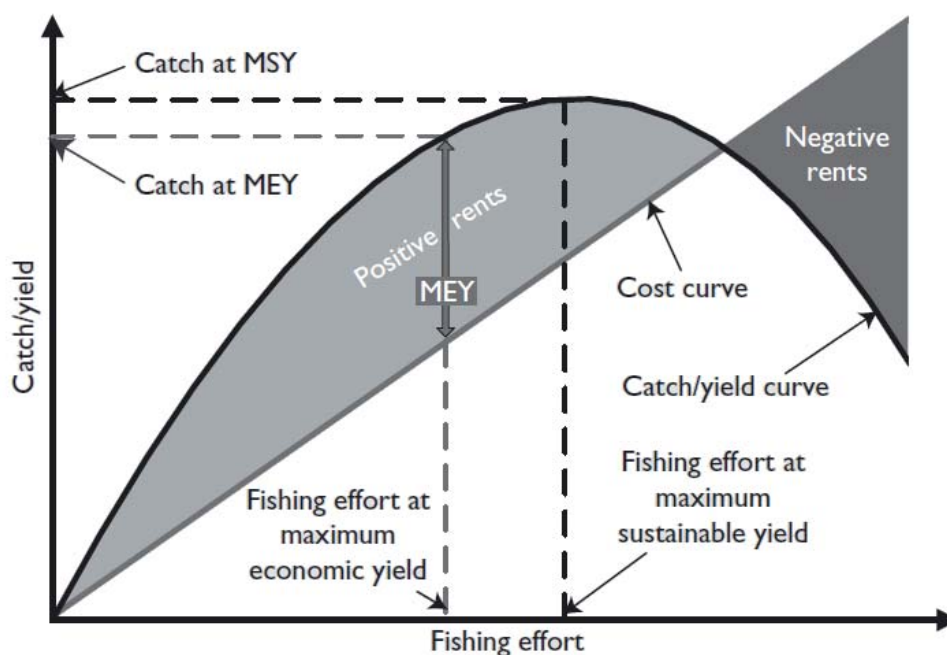 Catch at MSY
Catch at MEY
Negative
rents
Positive rents
MEY
Cost curve
Catch/yield curve
Catch/yield
Fishing effort at
maximum
economic yield
Fishing effort at
maximum
sustainable yield
Fishing effort